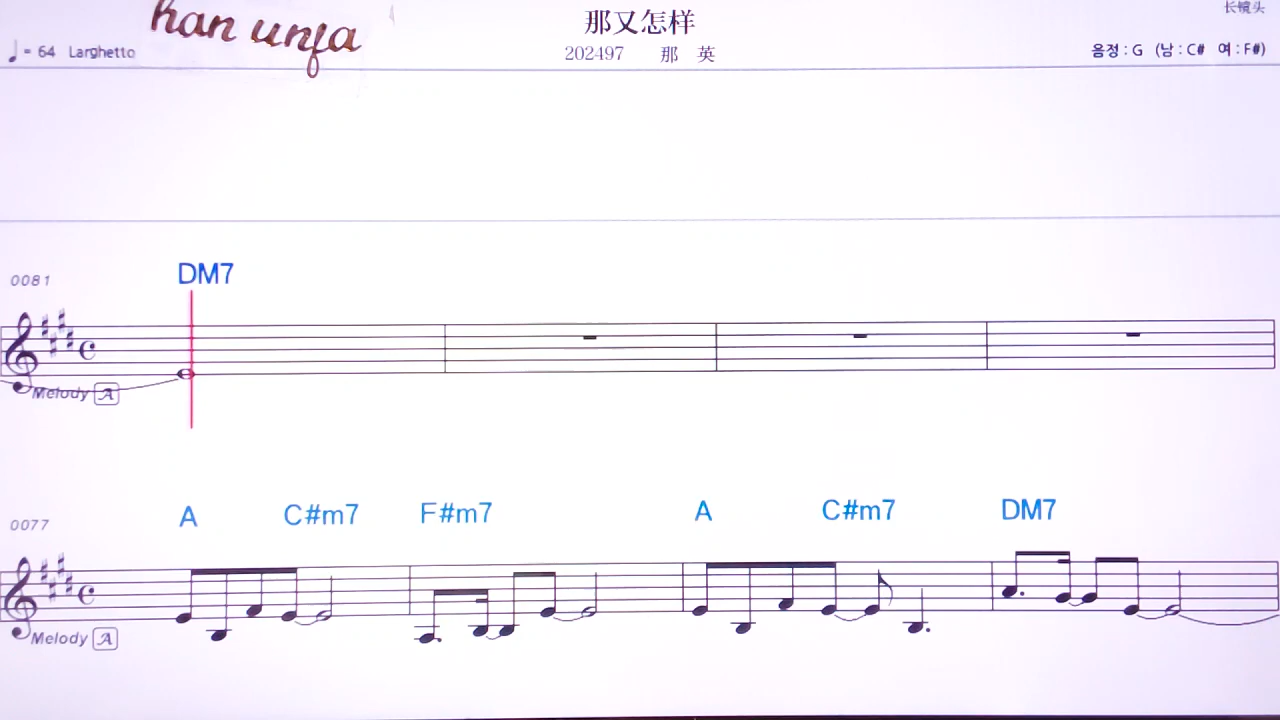 长镜头
han unfa
那又怎样
♩= 64 Larghetto
202497 那 英
음정 : G (남 : C# 여 : F#)
0081
DM7
Melody A
0077
A C#m7 F#m7 A C#m7 DM7
Melody A